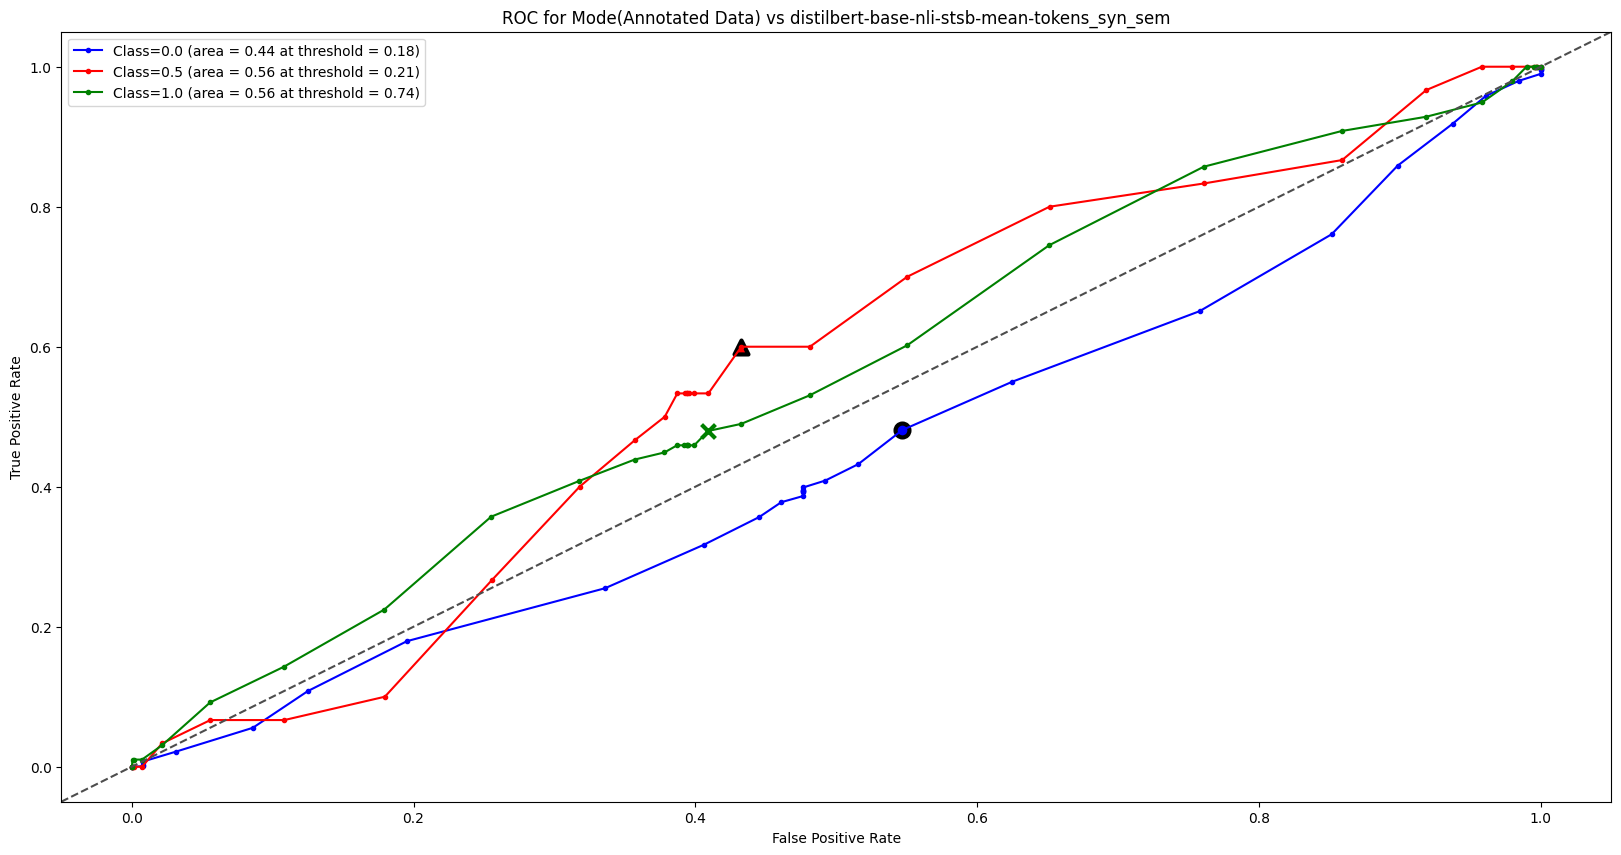 ROC for Mode(Annotated Data) vs distilbert-base-nli-stsb-mean-tokens_syn_sem
Class=0.0 (area = 0.44 at threshold = 0.18)
Class=0.5 (area = 0.56 at threshold = 0.21)
Class=1.0 (area = 0.56 at threshold = 0.74)
True Positive Rate
1.0
0.8
0.6
0.4
0.2
0.0
0.0 0.2 0.4 0.6 0.8 1.0
False Positive Rate